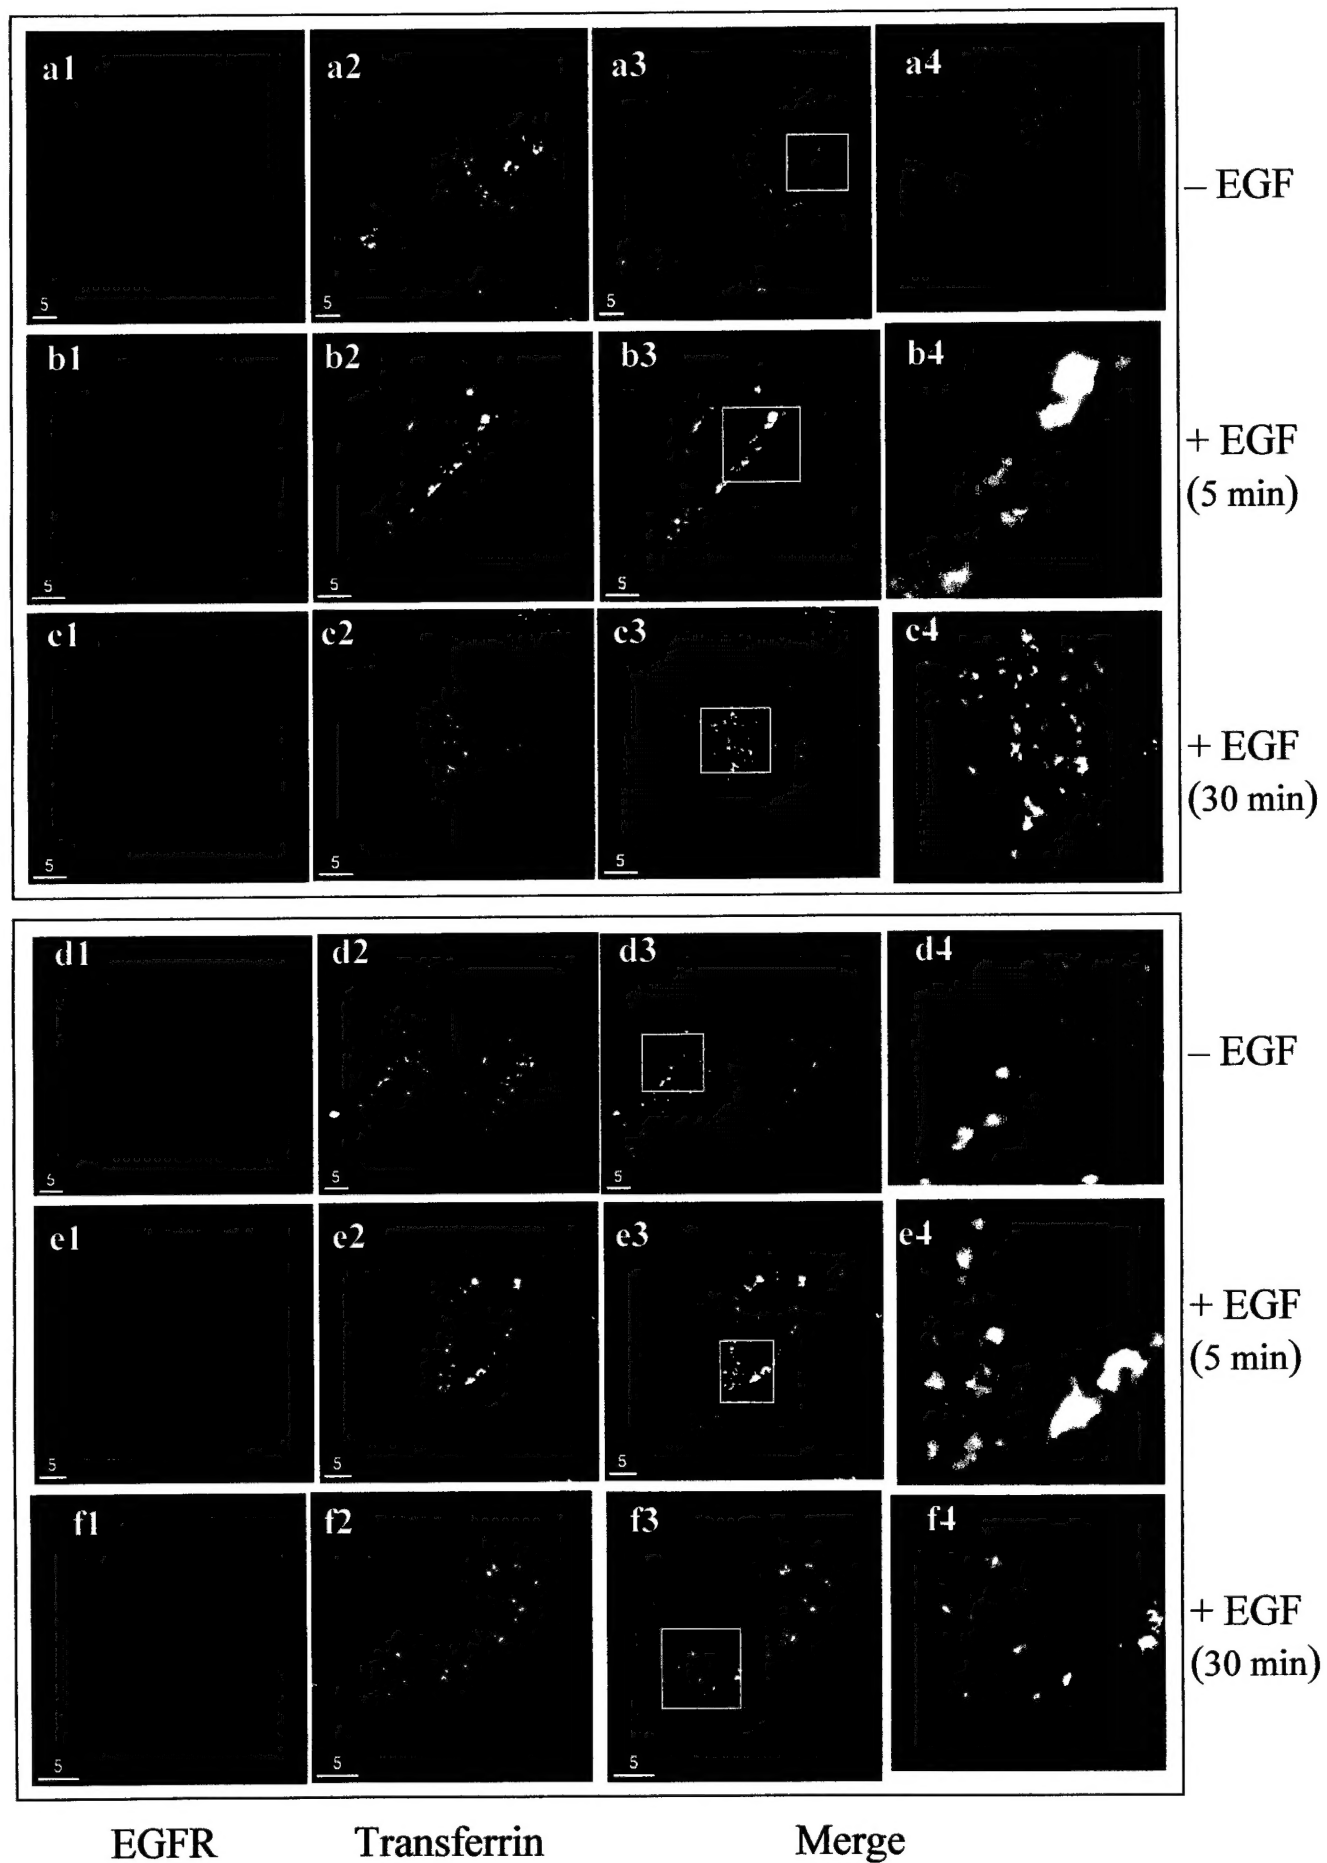 a1 a2 a3 a4
5 5 5
– EGF
b1 b2 b3 b4
5 5 5
+ EGF
(5 min)
c1 c2 c3 c4
5 5 5
+ EGF
(30 min)
d1 d2 d3 d4
5 5 5
– EGF
e1 e2 e3 e4
5 5 5
+ EGF
(5 min)
f1 f2 f3 f4
5 5 5
+ EGF
(30 min)
EGFR Transferrin Merge